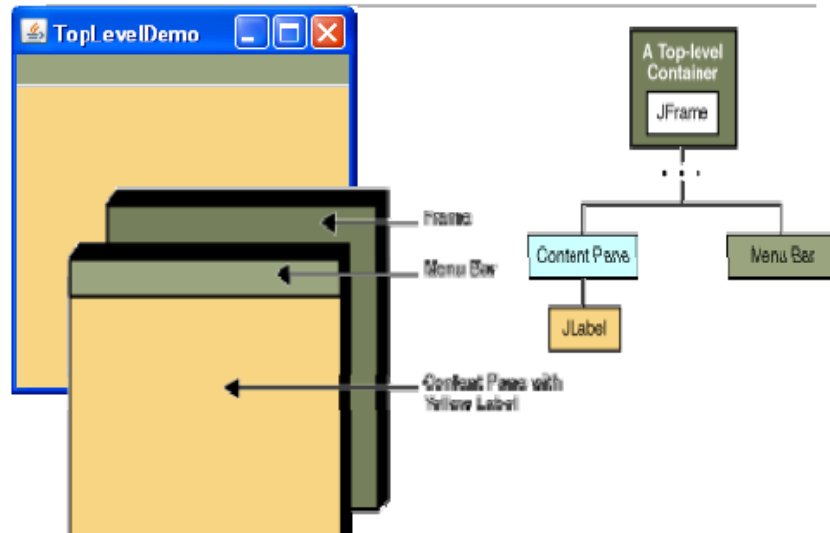 TopLevelDemo
Frame
Menu Bar
Content Pane with
Yellow Label
A Top-level
Container
JFrame
. . .
Content Pane
Menu Bar
JLabel